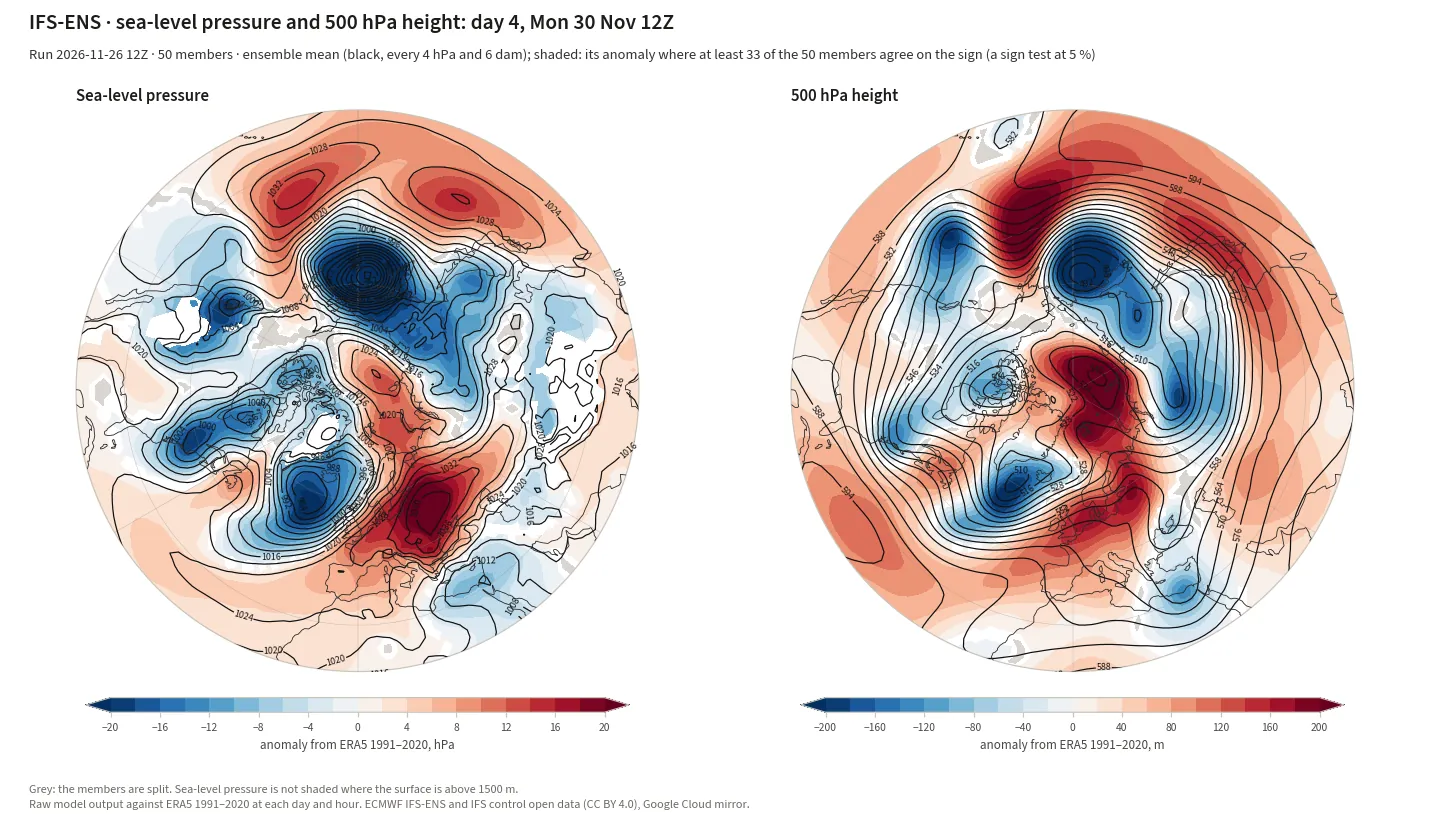 IFS-ENS · sea-level pressure and 500 hPa height: day 4, Mon 30 Nov 12Z
Run 2026-11-26 12Z · 50 members · ensemble mean (black, every 4 hPa and 6 dam); shaded: its anomaly where at least 33 of the 50 members agree on the sign (a sign test at 5 %)
Sea-level pressure
500 hPa height
−20 −16 −12 −8 −4 0 4 8 12 16 20
anomaly from ERA5 1991–2020, hPa
−200 −160 −120 −80 −40 0 40 80 120 160 200
anomaly from ERA5 1991–2020, m
Grey: the members are split. Sea-level pressure is not shaded where the surface is above 1500 m.
Raw model output against ERA5 1991–2020 at each day and hour. ECMWF IFS-ENS and IFS control open data (CC BY 4.0), Google Cloud mirror.